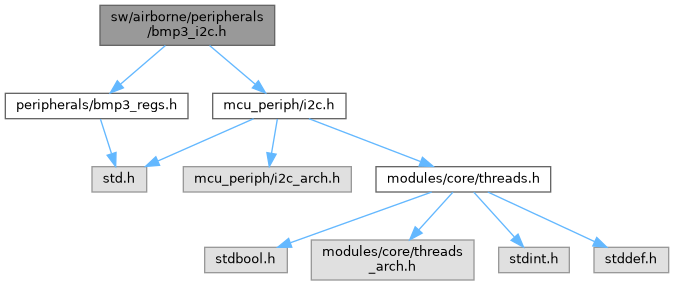 sw/airborne/peripherals
/bmp3_i2c.h
peripherals/bmp3_regs.h
mcu_periph/i2c.h
std.h
mcu_periph/i2c_arch.h
modules/core/threads.h
stdbool.h
modules/core/threads
_arch.h
stdint.h
stddef.h